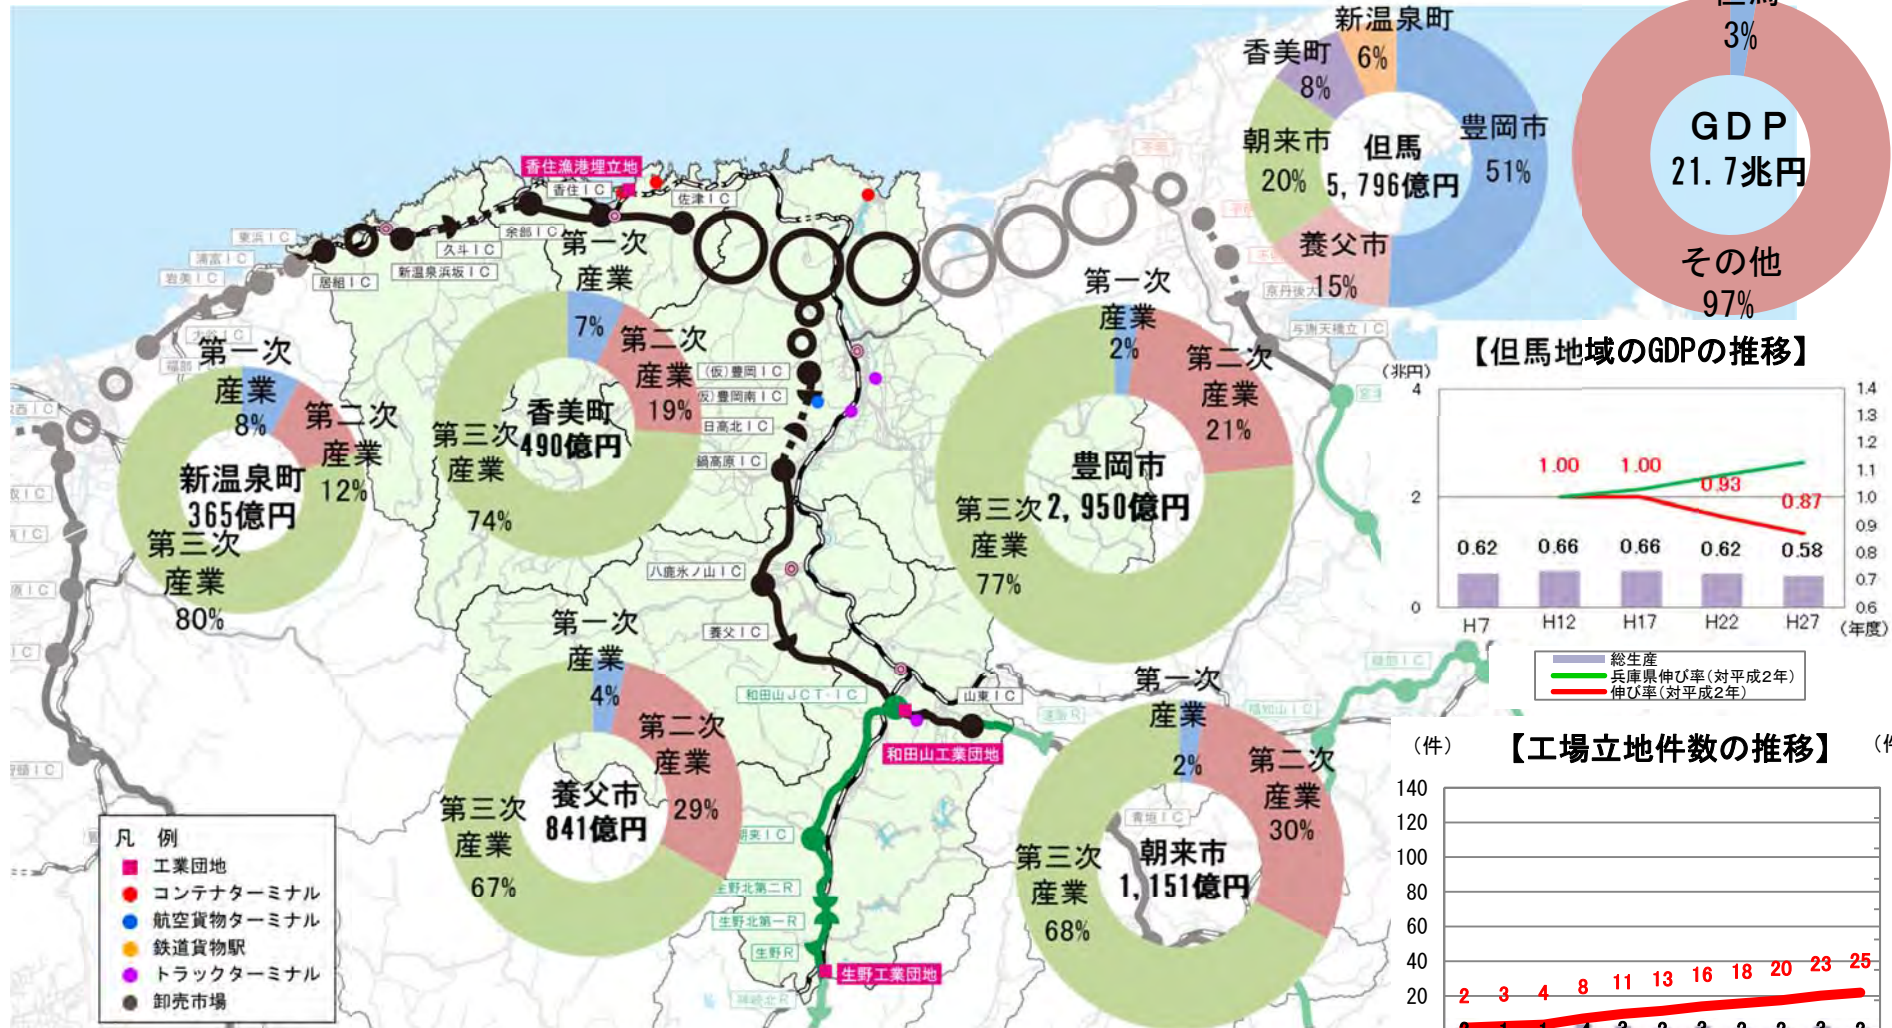 新温泉町
6%
香美町
8%
朝来市
20%
養父市
15%
豊岡市
51%
但馬
5,796億円
但馬
3%
GDP
21.7兆円
その他
97%
香住漁港埋立地
香住IC
佐津IC
余部IC
久斗IC
新温泉浜坂IC
居組IC
東浜IC
浦富IC
岩美IC
大谷IC
第一次
産業
8%
第二次
産業
12%
新温泉町
365億円
第三次
産業
80%
第一次
産業
7%
第二次
産業
19%
香美町
490億円
第三次
産業
74%
(仮)豊岡IC
(仮)豊岡南IC
日高北IC
八鹿氷ノ山IC
養父IC
和田山JCT・IC
山東IC
与謝天橋立IC
第一次
産業
2%
第二次
産業
21%
豊岡市
2,950億円
第三次
産業
77%
第一次
産業
4%
第二次
産業
29%
養父市
841億円
第三次
産業
67%
和田山工業団地
第一次
産業
2%
第二次
産業
30%
朝来市
1,151億円
第三次
産業
68%
青垣IC
福知山IC
朝来IC
生野北第二R
生野北第一R
生野R
生野工業団地
神崎北R
凡 例
工業団地
コンテナターミナル
航空貨物ターミナル
鉄道貨物駅
トラックターミナル
卸売市場
【但馬地域のGDPの推移】
(兆円)
4
2
0
1.4
1.3
1.2
1.1
1.0
0.9
0.8
0.7
0.6
1.00 1.00 0.93 0.87
0.62 0.66 0.66 0.62 0.58
H7 H12 H17 H22 H27 (年度)
総生産
兵庫県伸び率(対平成2年)
伸び率(対平成2年)
【工場立地件数の推移】
(件)
140
120
100
80
60
40
20
2 3 4 8 11 13 16 18 20 23 25